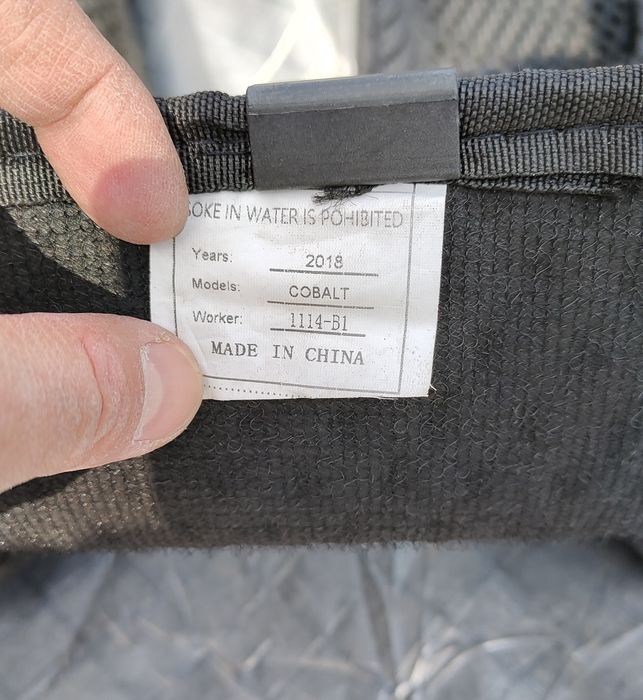 SOKE IN WATER IS POHIBITED
Years: 2018
Models: COBALT
Worker: 1114-B1
MADE IN CHINA